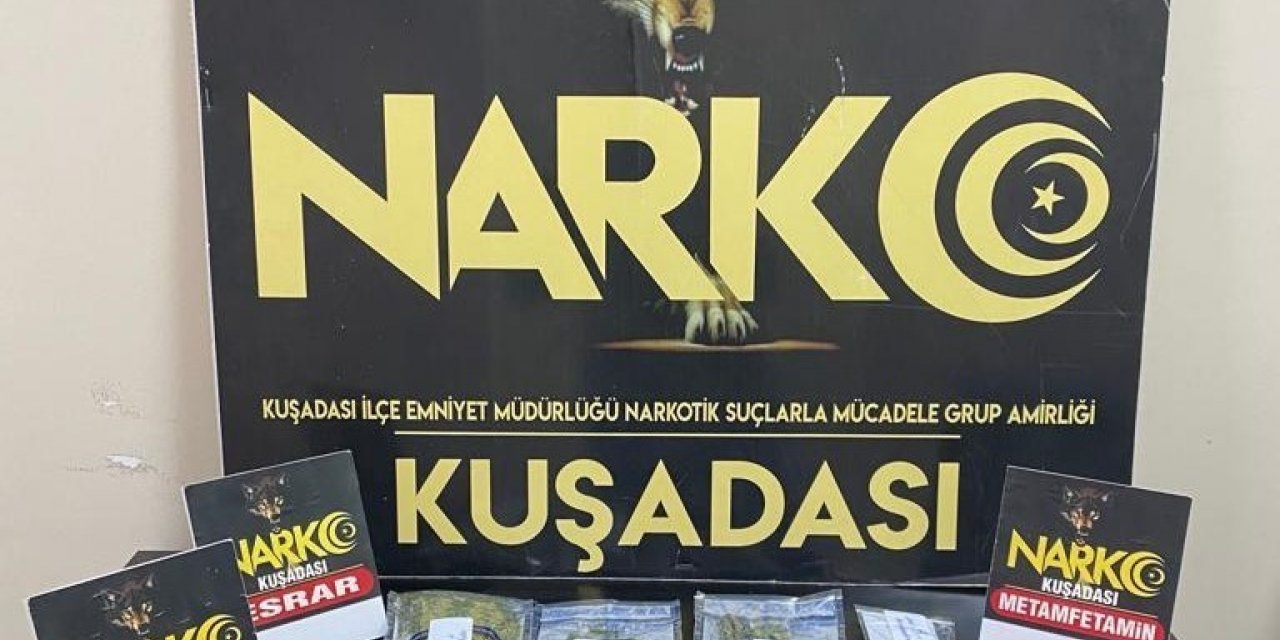 NARKO
KUŞADASI İLÇE EMNİYET MÜDÜRLÜĞÜ NARKOTİK SUÇLARLA MÜCADELE GRUP AMİRLİĞİ
KUŞADASI
NARKO
KUŞADASI
ESRAR
NARKO
NARKO
KUŞADASI
METAMFETAMİN